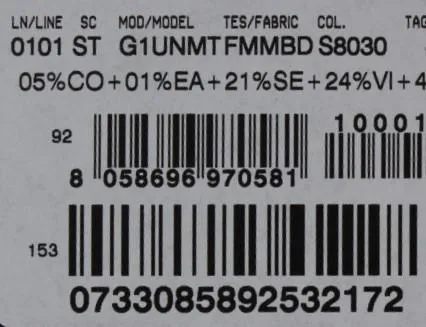 LN/LINE SC MOD/MODEL TES/FABRIC COL. TAG
0101 ST G1UNMT FMMBD S8030
05%CO+01%EA+21%SE+24%VI+4
92
10001
8 058696 970581
153
0733085892532172